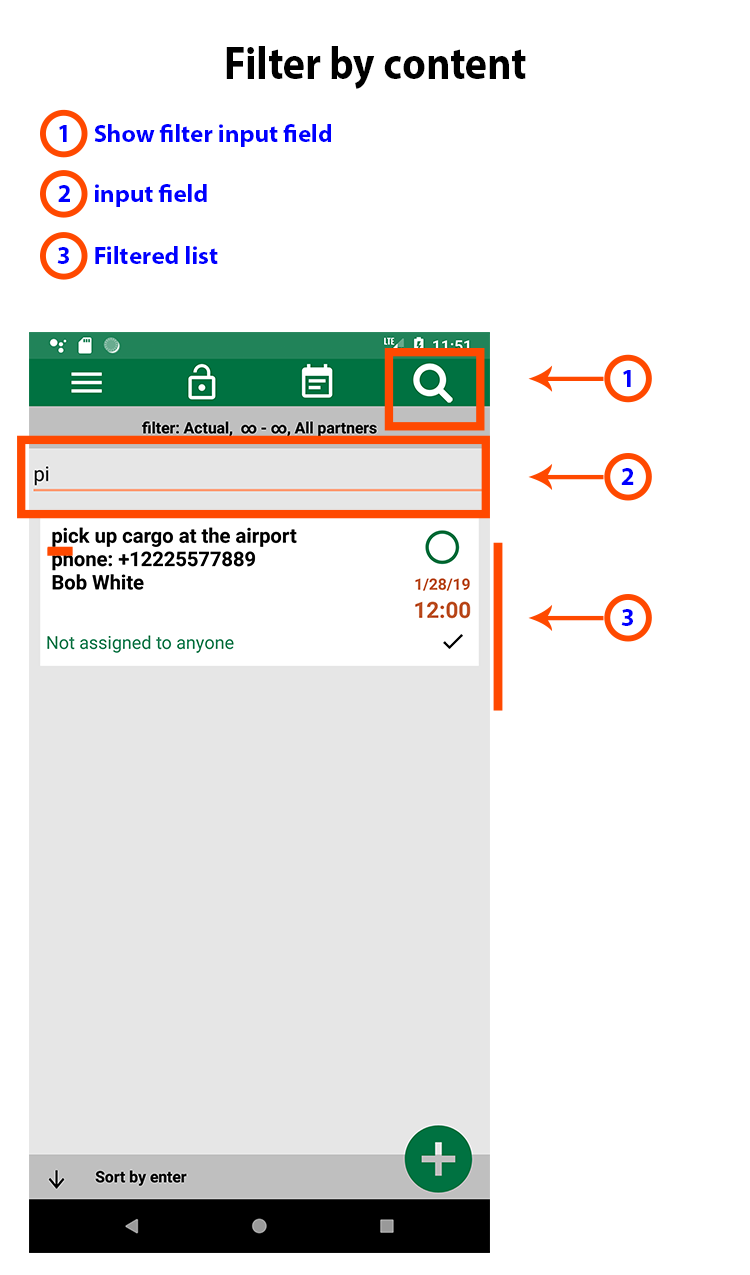 Filter by content
1 Show filter input field
2 input field
3 Filtered list
LTE 11:51
filter: Actual, ∞ - ∞, All partners
1
pi
2
pick up cargo at the airport
phone: +12225577889
Bob White
1/28/19
12:00
3
Not assigned to anyone
Sort by enter